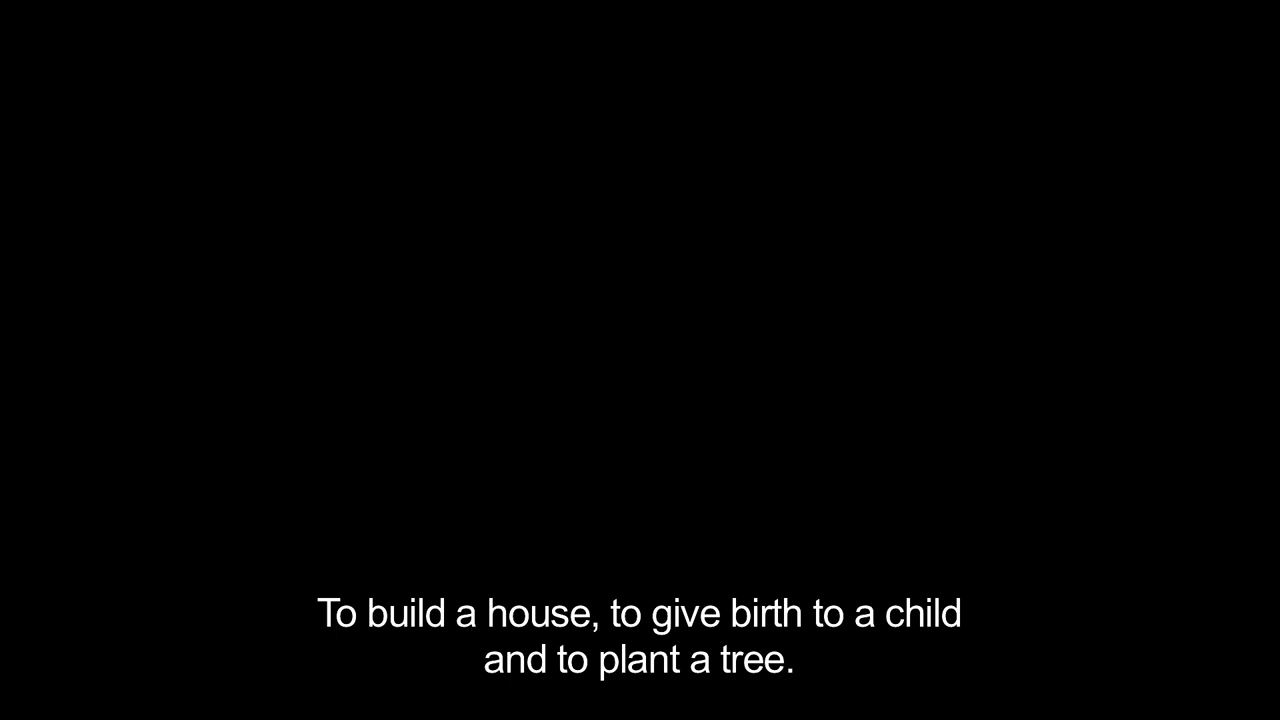 To build a house, to give birth to a child
and to plant a tree.